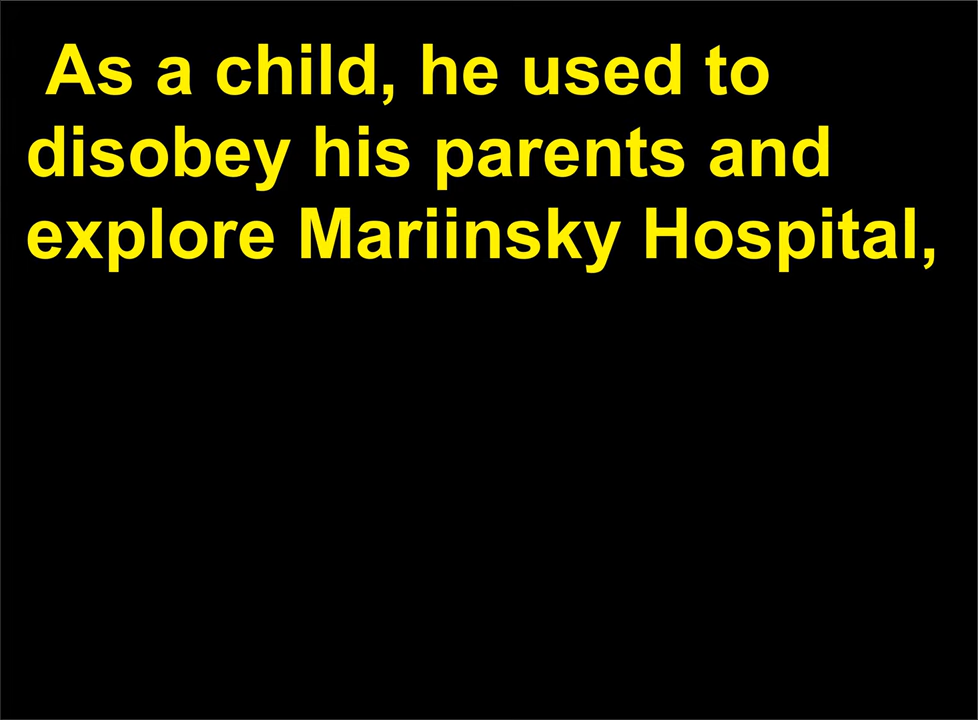 As a child, he used to
disobey his parents and
explore Mariinsky Hospital,